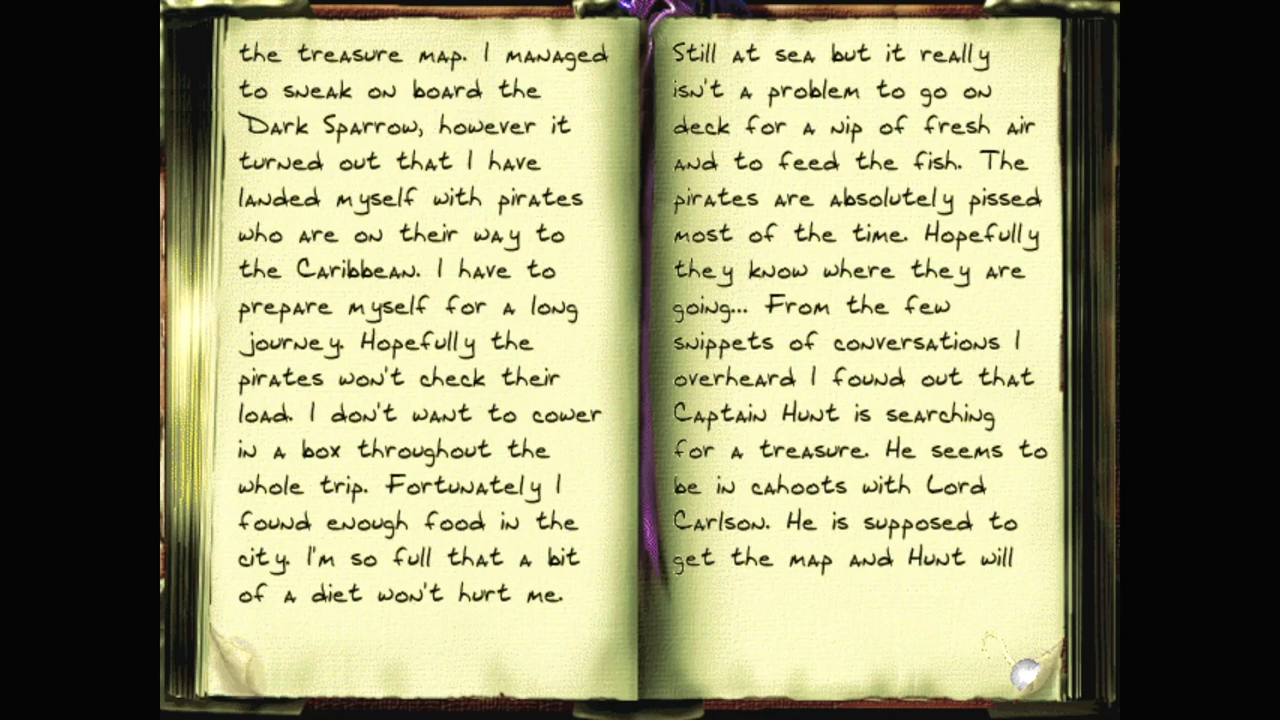 the treasure map. I managed
to sneak on board the
Dark Sparrow, however it
turned out that I have
landed myself with pirates
who are on their way to
the Caribbean. I have to
prepare myself for a long
journey. Hopefully the
pirates won't check their
load. I don't want to cower
in a box throughout the
whole trip. Fortunately I
found enough food in the
city. I'm so full that a bit
of a diet won't hurt me.
Still at sea but it really
isn't a problem to go on
deck for a nip of fresh air
and to feed the fish. The
pirates are absolutely pissed
most of the time. Hopefully
they know where they are
going... From the few
snippets of conversations I
overheard I found out that
Captain Hunt is searching
for a treasure. He seems to
be in cahoots with Lord
Carlson. He is supposed to
get the map and Hunt will